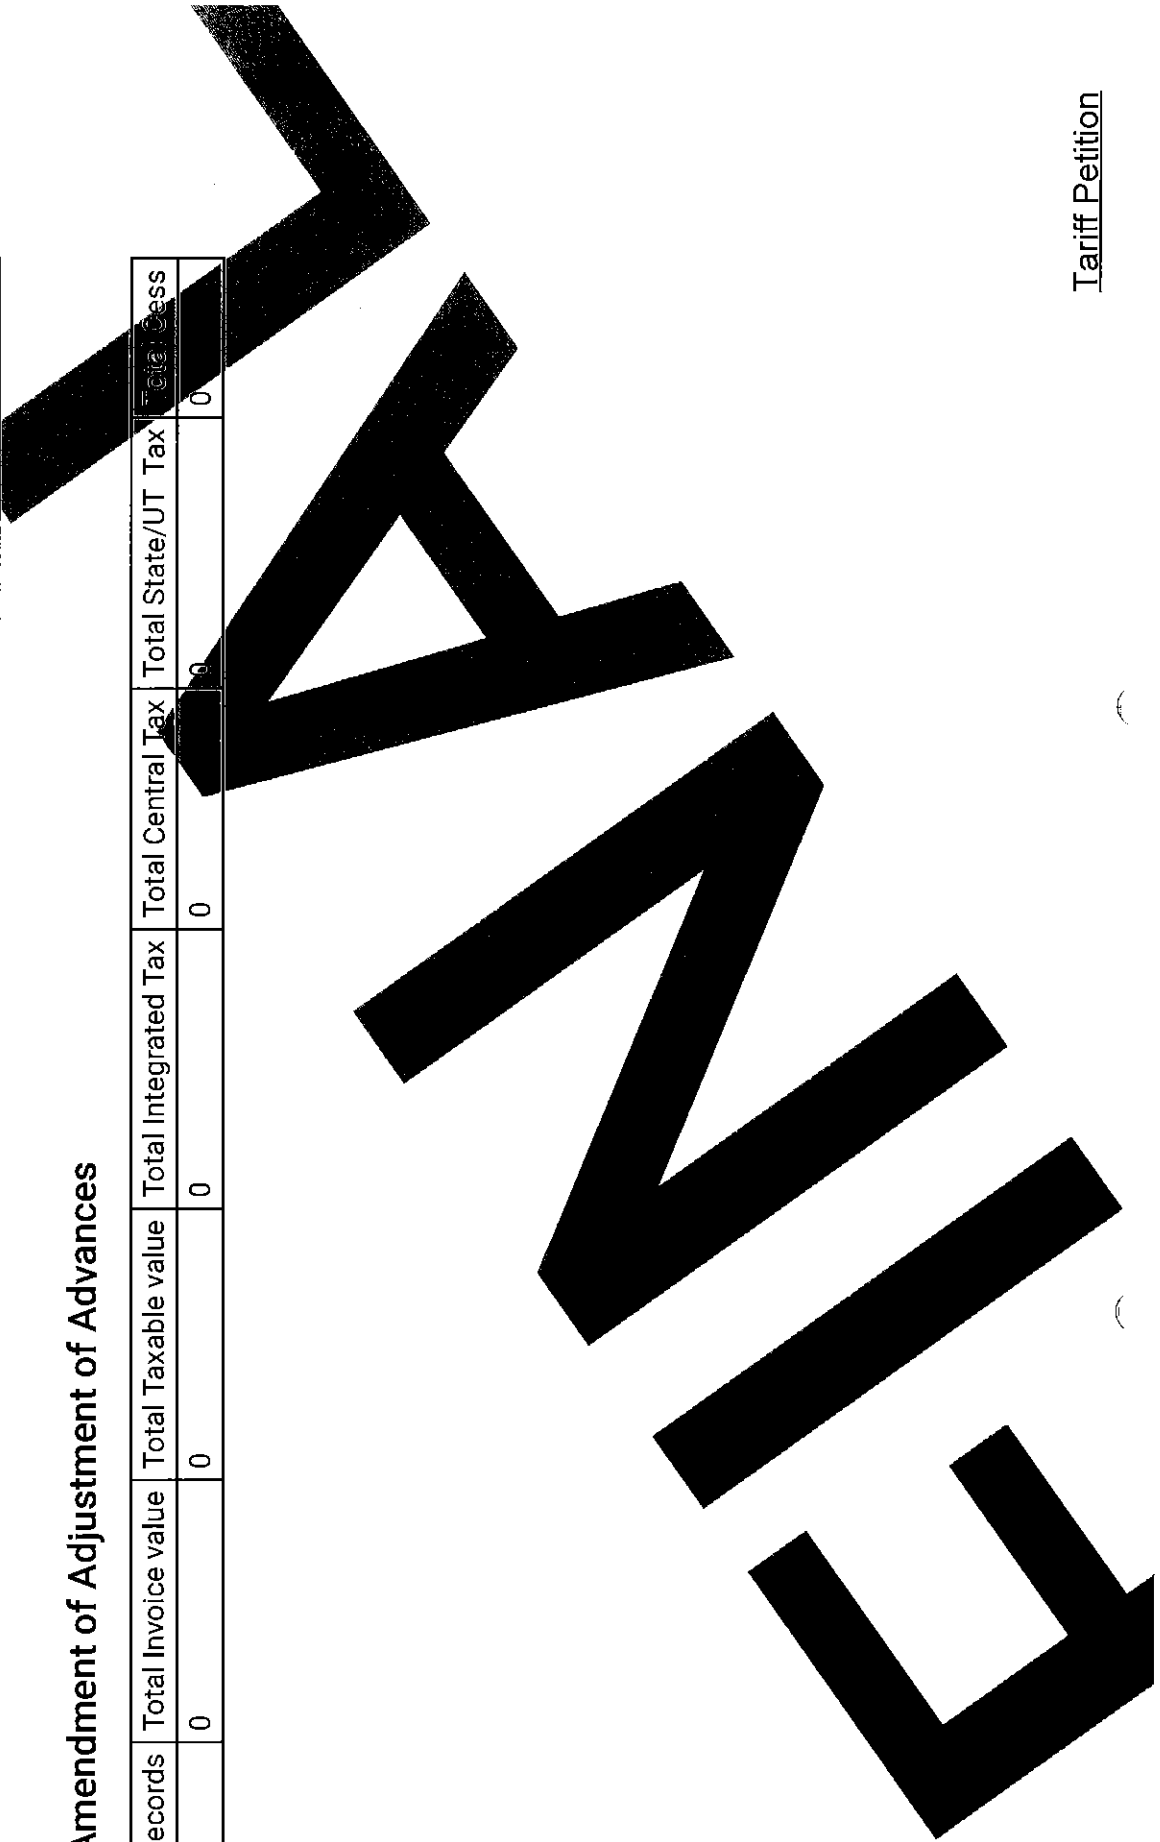 Amendment of Adjustment of Advances
ecords Total Invoice value Total Taxable value Total Integrated Tax Total Central Tax Total State/UT Tax Total Cess
0 0 0 0 0 0
FINAL
Tariff Petition